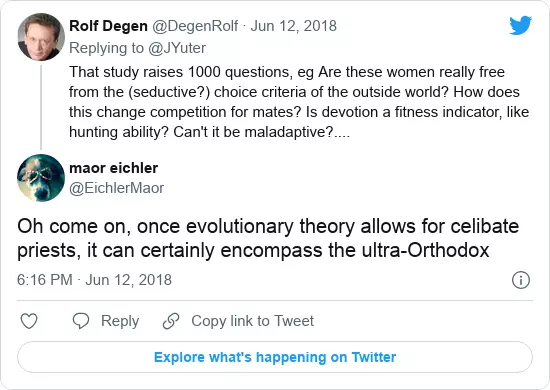 Rolf Degen @DegenRolf · Jun 12, 2018
Replying to @JYuter
That study raises 1000 questions, eg Are these women really free
from the (seductive?) choice criteria of the outside world? How does
this change competition for mates? Is devotion a fitness indicator, like
hunting ability? Can't it be maladaptive?....
maor eichler
@EichlerMaor
Oh come on, once evolutionary theory allows for celibate
priests, it can certainly encompass the ultra-Orthodox
6:16 PM · Jun 12, 2018
Reply Copy link to Tweet
Explore what's happening on Twitter